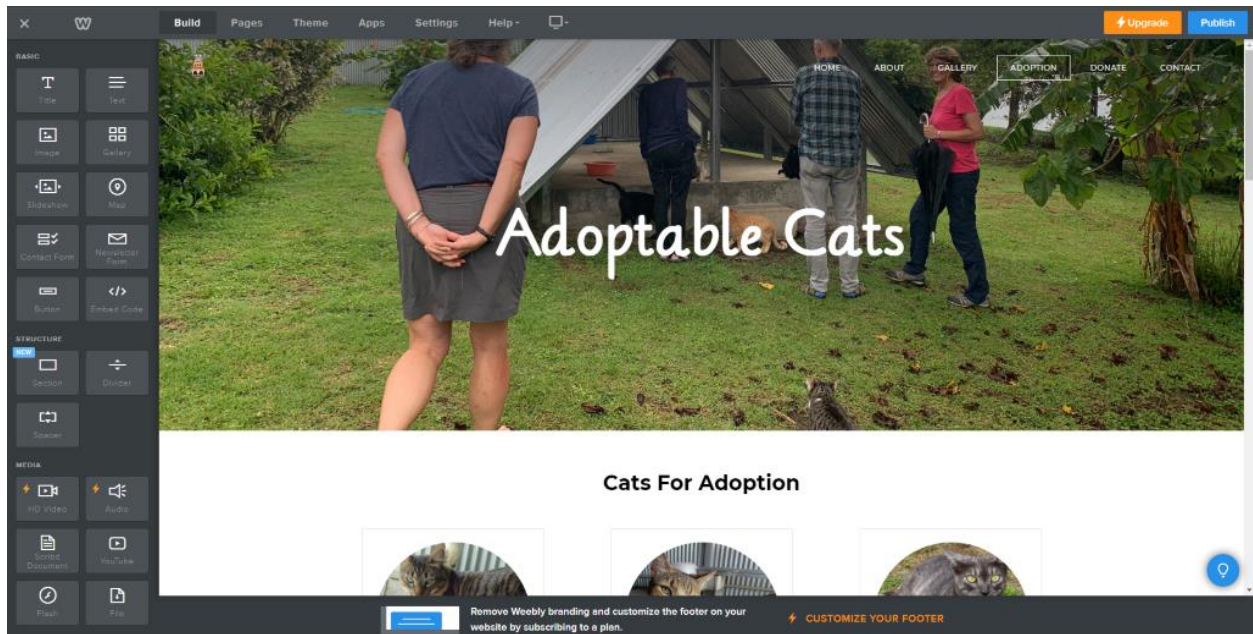 Build Pages Theme Apps Settings Help
Upgrade Publish
BASIC
Title Text
Image Gallery
Slideshow Map
Contact Form Newsletter Form
Button Embed Code
STRUCTURE
NEW
Section Divider
Spacer
MEDIA
HD Video Audio
Scribd Document YouTube
Flash File
HOME ABOUT GALLERY ADOPTION DONATE CONTACT
Adoptable Cats
Cats For Adoption
Remove Weebly branding and customize the footer on your
website by subscribing to a plan.
CUSTOMIZE YOUR FOOTER